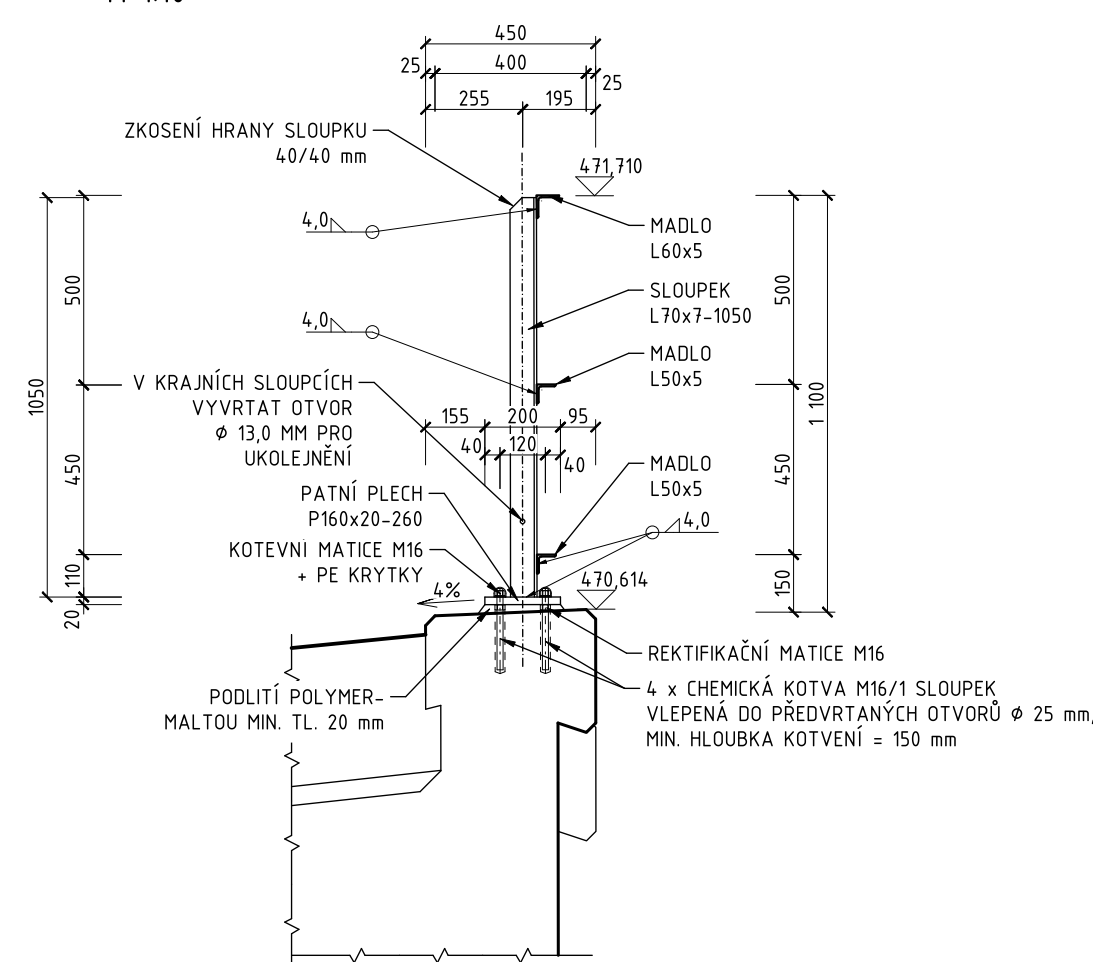 450
25
400
25
255
195
ZKOSENÍ HRANY SLOUPKU
40/40 mm
471,710
4,0
MADLO
L60x5
500
SLOUPEK
L70x7-1050
500
4,0
MADLO
L50x5
V KRAJNÍCH SLOUPCÍCH
VYVRTAT OTVOR
ϕ 13,0 MM PRO
UKOLEJNĚNÍ
1050
155
200
95
1 100
40
120
40
450
MADLO
L50x5
450
PATNÍ PLECH
P160x20-260
4,0
KOTEVNÍ MATICE M16
+ PE KRYTKY
110
4%
470,614
150
20
REKTIFIKAČNÍ MATICE M16
PODLITÍ POLYMER-
MALTOU MIN. TL. 20 mm
4 x CHEMICKÁ KOTVA M16/1 SLOUPEK
VLEPENÁ DO PŘEDVRTANÝCH OTVORŮ ϕ 25 mm,
MIN. HLOUBKA KOTVENÍ = 150 mm